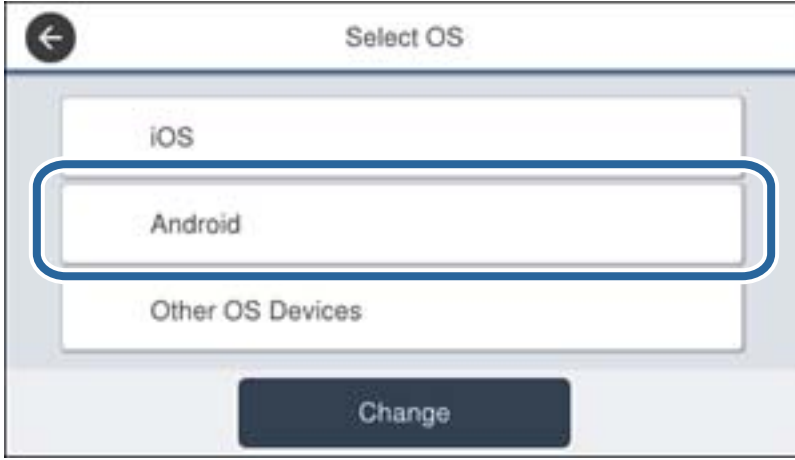 Select OS
iOS
Android
Other OS Devices
Change